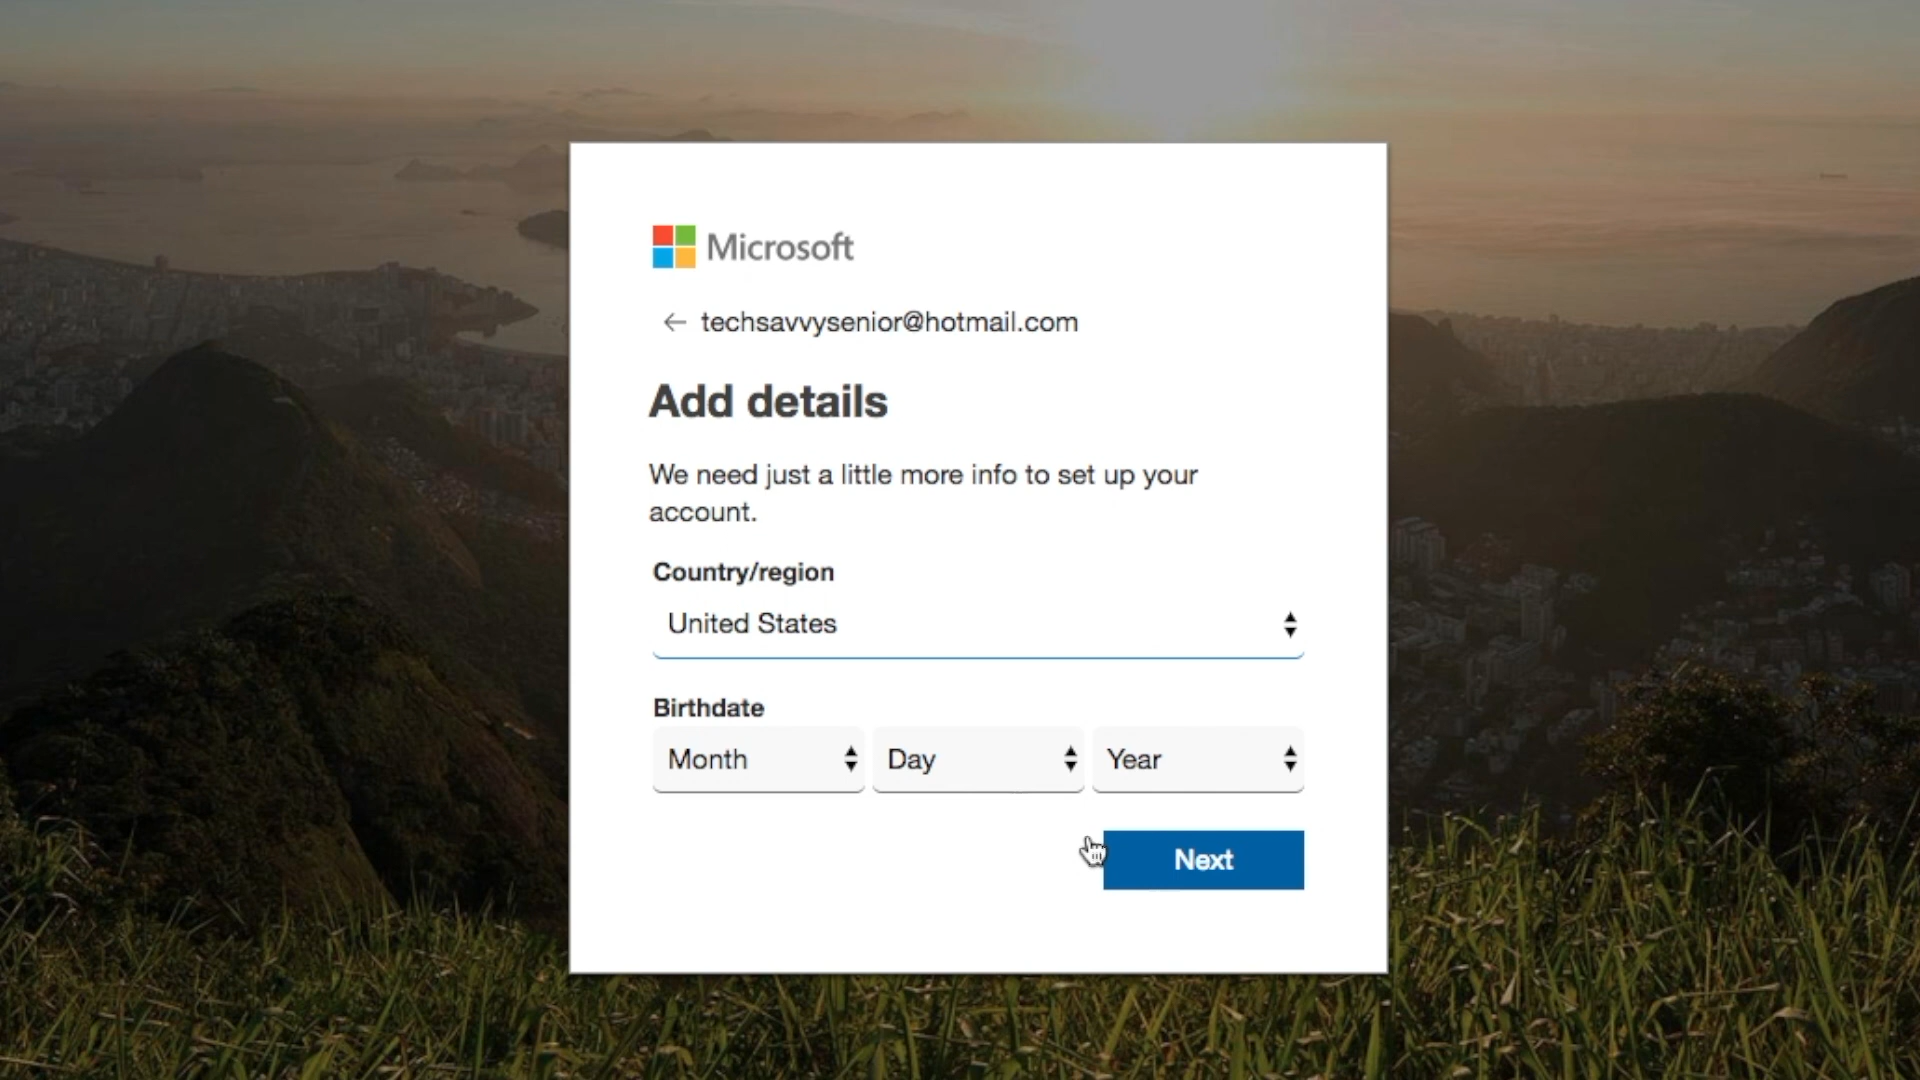 Microsoft
← techsavvysenior@hotmail.com
Add details
We need just a little more info to set up your
account.
Country/region
United States
Birthdate
Month Day Year
Next